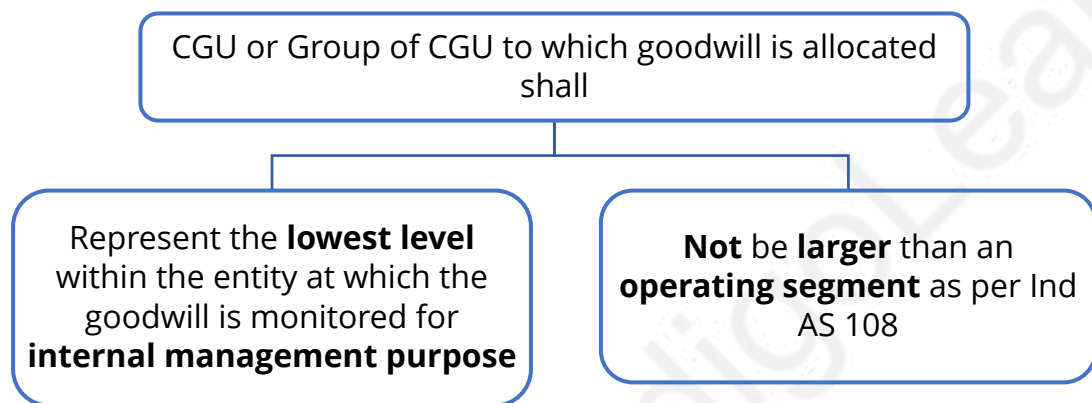 CGU or Group of CGU to which goodwill is allocated
shall
Represent the lowest level
within the entity at which the
goodwill is monitored for
internal management purpose
Not be larger than an
operating segment as per Ind
AS 108